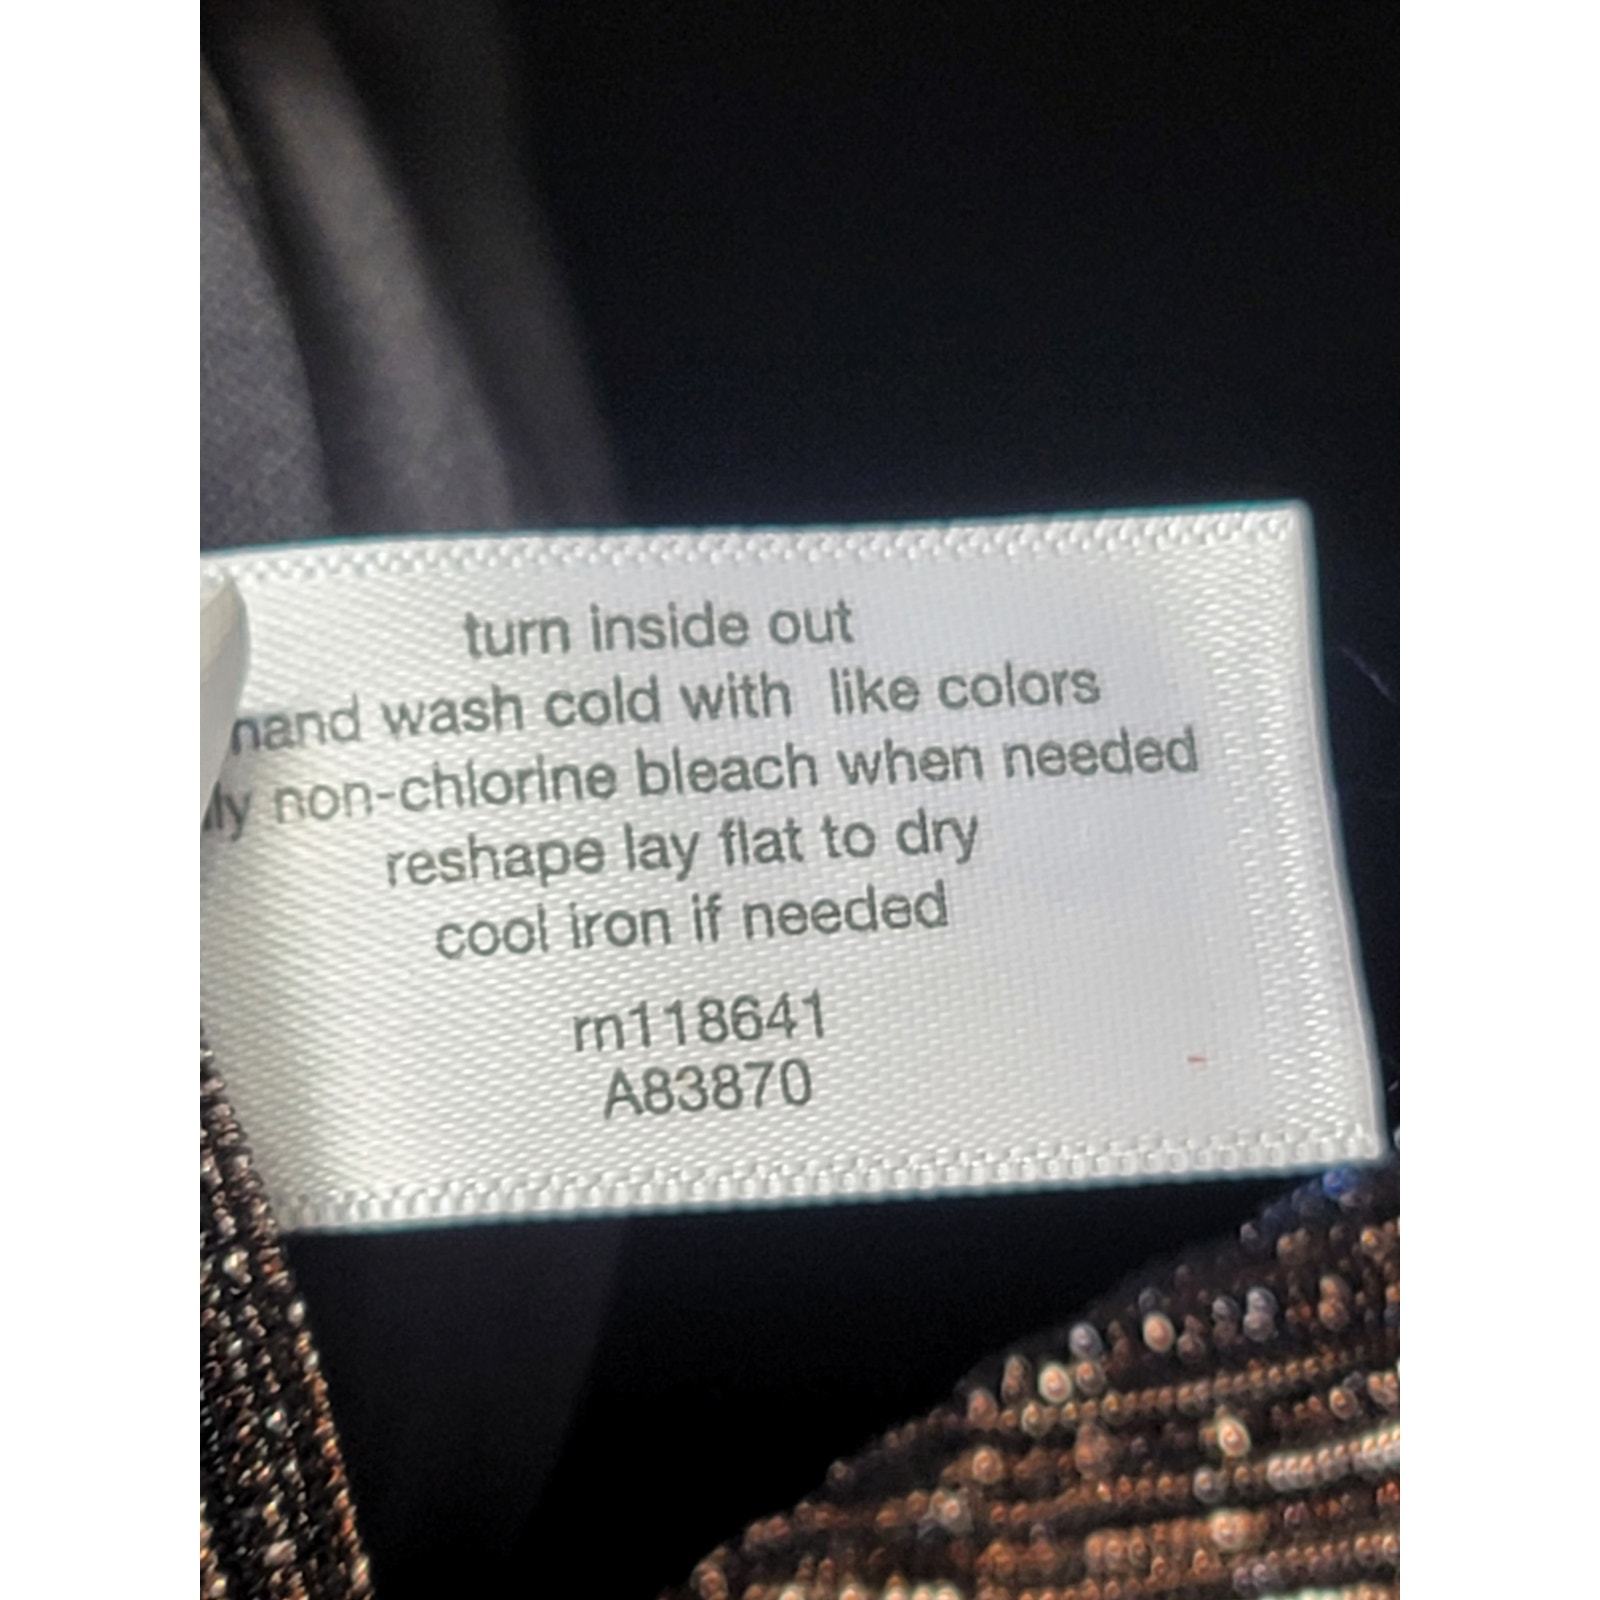 turn inside out
hand wash cold with like colors
non-chlorine bleach when needed
reshape lay flat to dry
cool iron if needed
rn118641
A83870